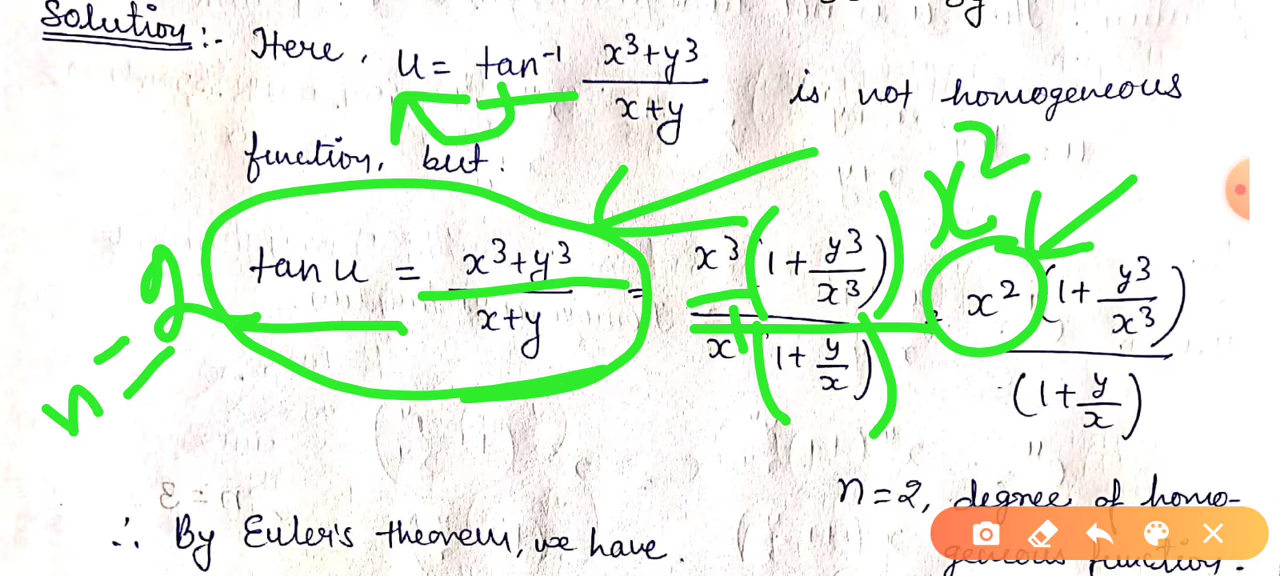 Solution:- Here, u = tan⁻¹ (x³+y³)/(x+y) is not homogeneous
function, but.
x²
tan u = (x³+y³)/(x+y) = x³(1+y³/x³)/x(1+y/x) = x²(1+y³/x³)/(1+y/x)
n = 2
n=2, degree of homo-
geneous function.
∴ By Euler's theorem, we have.